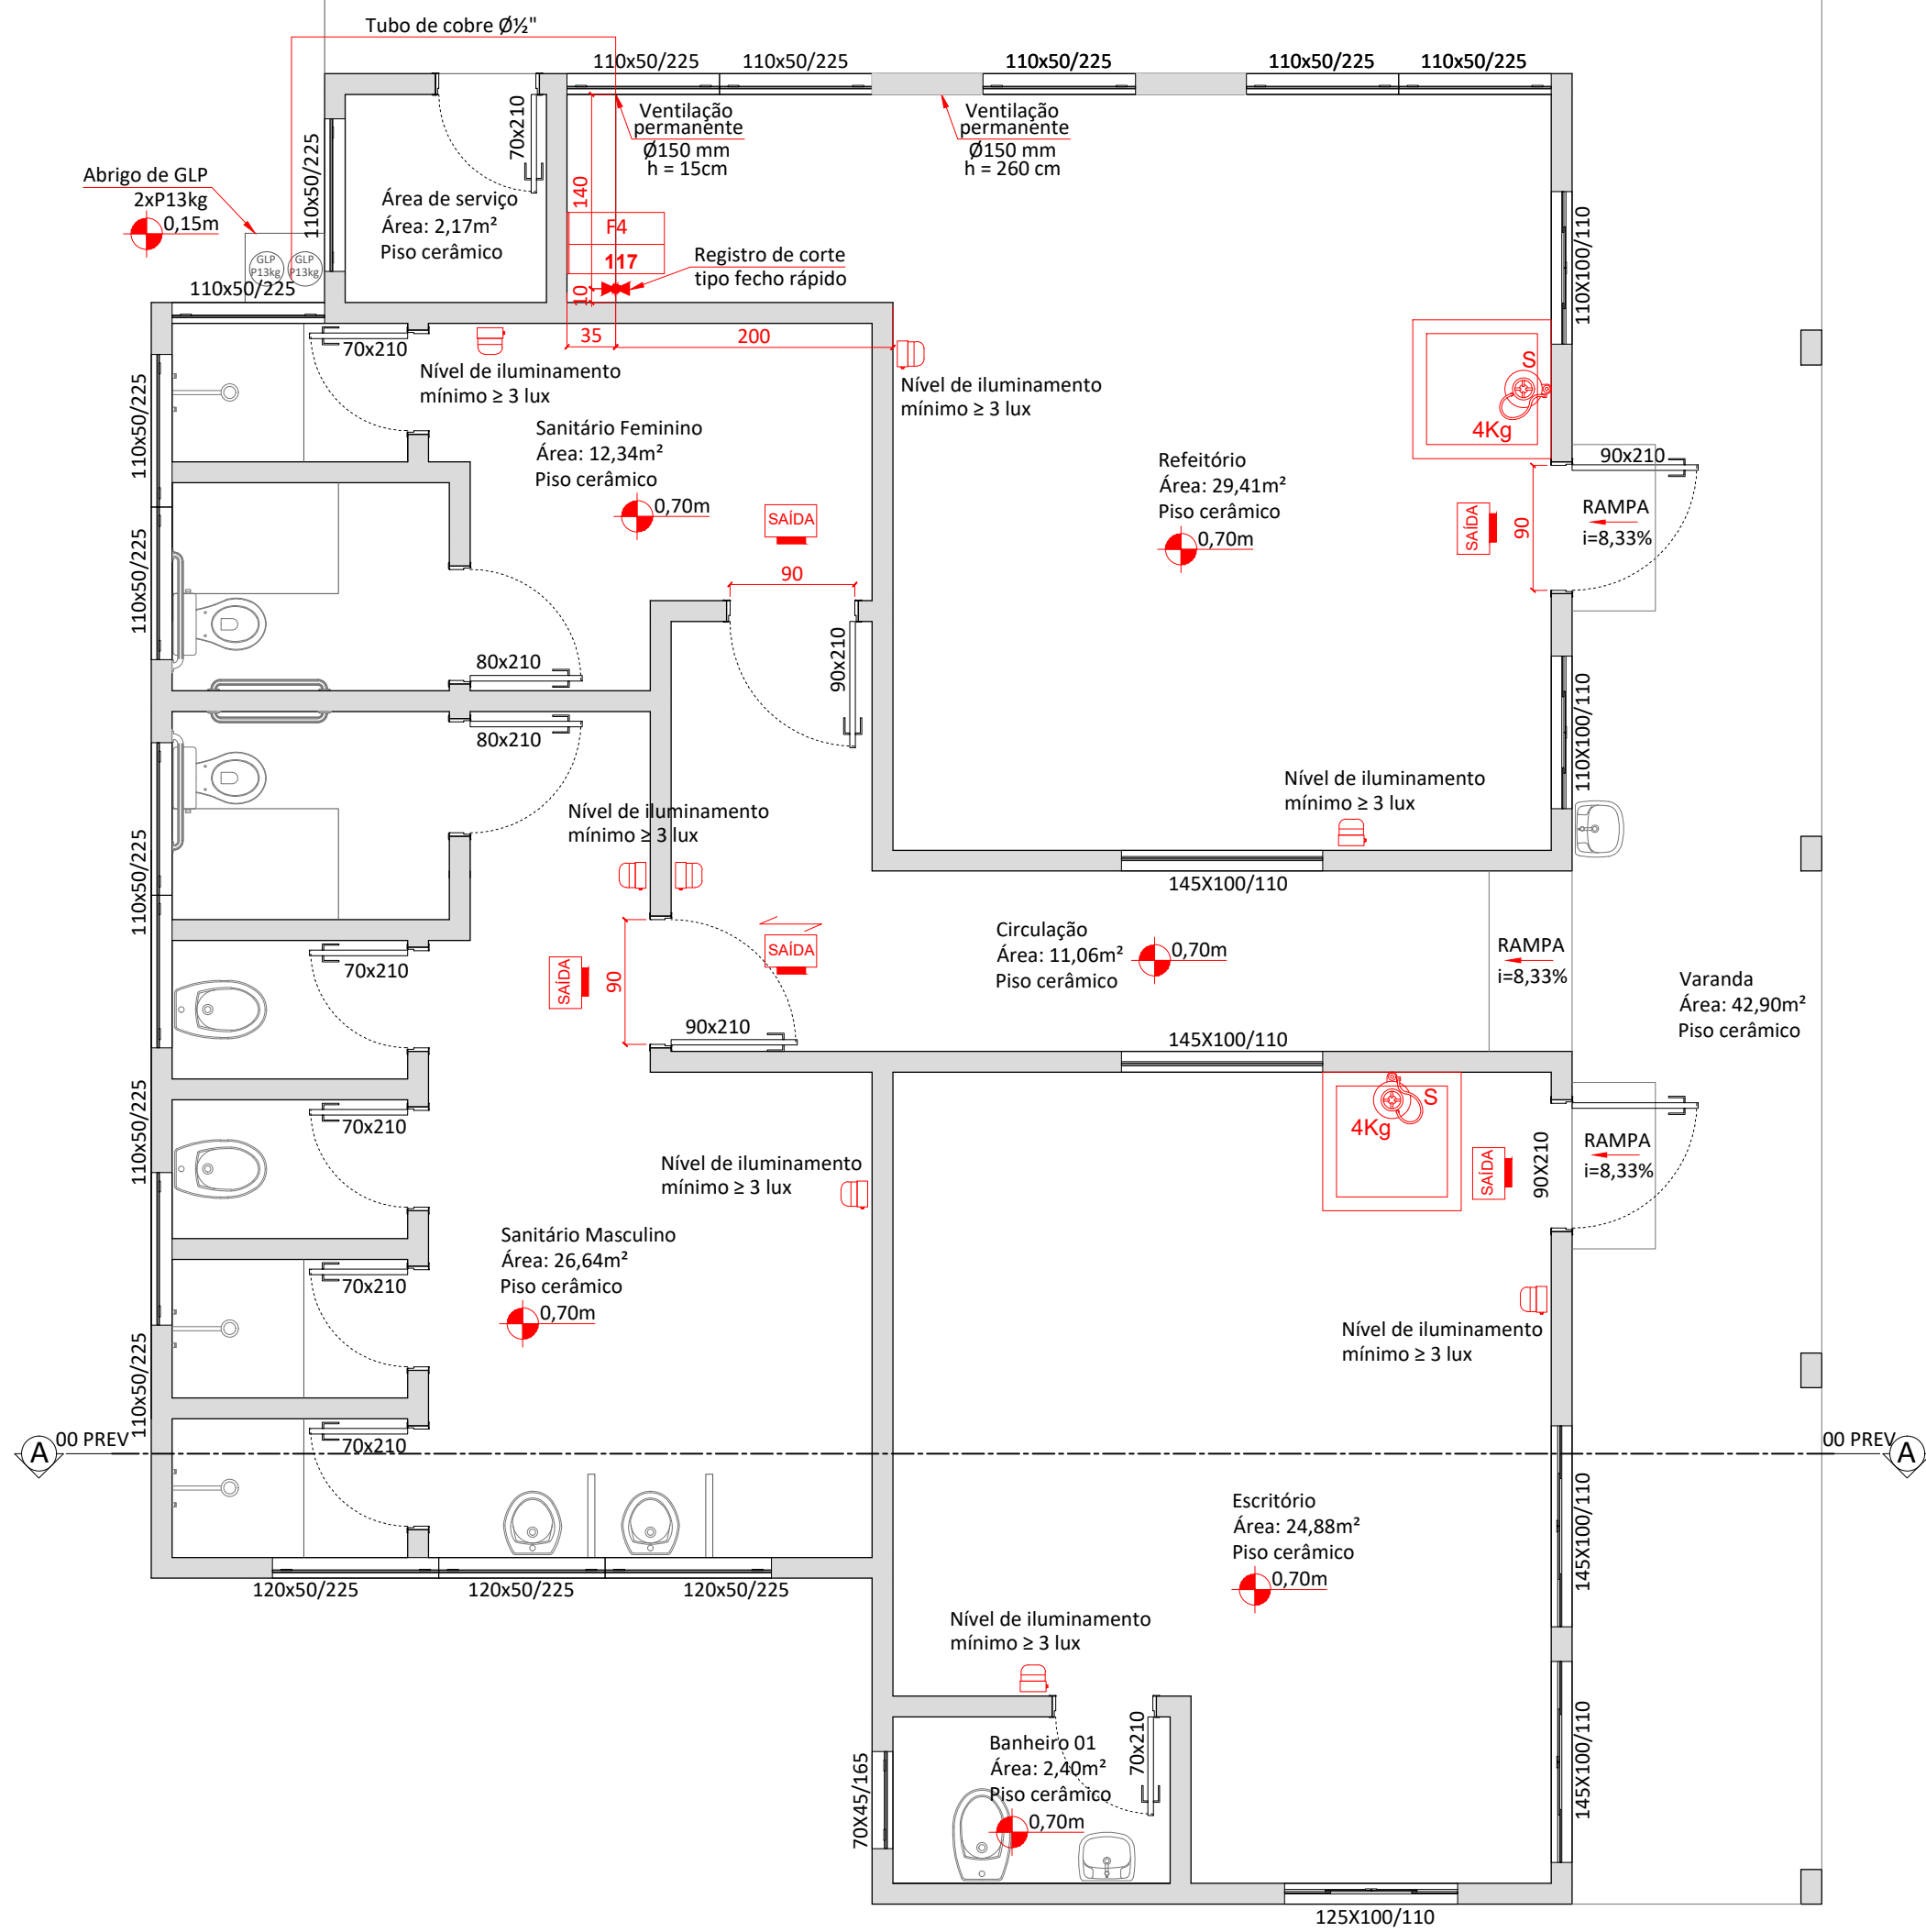 Tubo de cobre Ø½"
110x50/225
110x50/225
110x50/225
110x50/225
110x50/225
Ventilação
permanente
Ø150 mm
h = 15cm
Ventilação
permanente
Ø150 mm
h = 260 cm
70x210
110x50/225
Abrigo de GLP
2xP13kg
0,15m
Área de serviço
Área: 2,17m²
Piso cerâmico
140
F4
117
10
Registro de corte
tipo fecho rápido
GLP
P13kg
GLP
P13kg
110x50/225
110X100/110
35
200
70x210
Nível de iluminamento
mínimo ≥ 3 lux
Nível de iluminamento
mínimo ≥ 3 lux
S
4Kg
110x50/225
Sanitário Feminino
Área: 12,34m²
Piso cerâmico
0,70m
SAÍDA
Refeitório
Área: 29,41m²
Piso cerâmico
0,70m
90x210
SAÍDA
90
RAMPA
i=8,33%
110x50/225
90
90x210
80x210
80x210
110X100/110
Nível de iluminamento
mínimo ≥ 3 lux
Nível de iluminamento
mínimo ≥ 3 lux
110x50/225
145X100/110
Circulação
Área: 11,06m²
Piso cerâmico
0,70m
SAÍDA
SAÍDA
90
70x210
90x210
RAMPA
i=8,33%
Varanda
Área: 42,90m²
Piso cerâmico
145X100/110
110x50/225
70x210
S
4Kg
SAÍDA
90X210
RAMPA
i=8,33%
Nível de iluminamento
mínimo ≥ 3 lux
Sanitário Masculino
Área: 26,64m²
Piso cerâmico
0,70m
70x210
Nível de iluminamento
mínimo ≥ 3 lux
110x50/225
A
00 PREV
70x210
00 PREV
A
Escritório
Área: 24,88m²
Piso cerâmico
0,70m
145X100/110
120x50/225
120x50/225
120x50/225
Nível de iluminamento
mínimo ≥ 3 lux
145X100/110
70X45/165
Banheiro 01
Área: 2,40m²
Piso cerâmico
0,70m
70x210
125X100/110